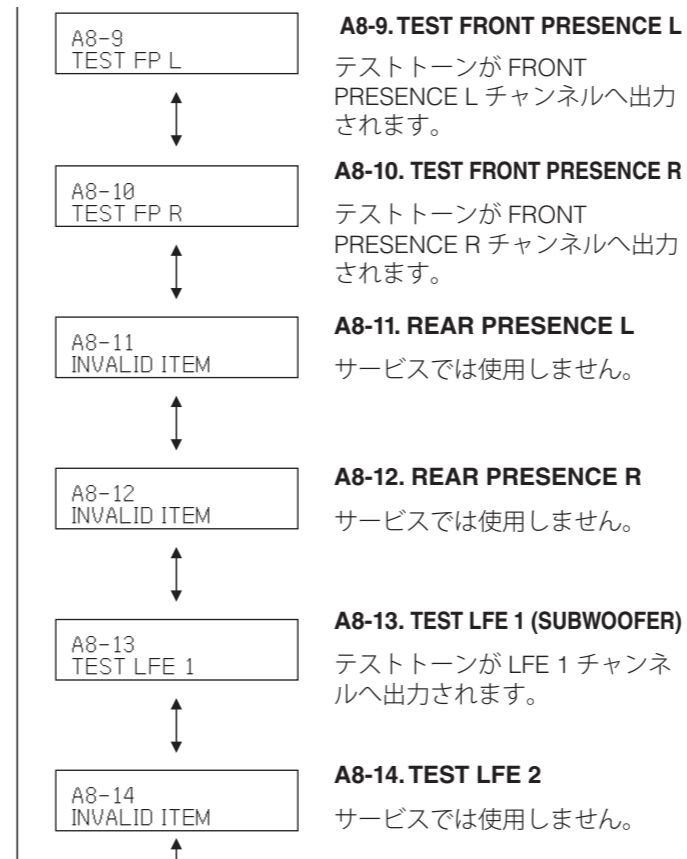 A8-9
TEST FP L
A8-9. TEST FRONT PRESENCE L
テストトーンが FRONT
PRESENCE L チャンネルへ出力
されます。
A8-10
TEST FP R
A8-10. TEST FRONT PRESENCE R
テストトーンが FRONT
PRESENCE R チャンネルへ出力
されます。
A8-11
INVALID ITEM
A8-11. REAR PRESENCE L
サービスでは使用しません。
A8-12
INVALID ITEM
A8-12. REAR PRESENCE R
サービスでは使用しません。
A8-13
TEST LFE 1
A8-13. TEST LFE 1 (SUBWOOFER)
テストトーンが LFE 1 チャンネ
ルへ出力されます。
A8-14
INVALID ITEM
A8-14. TEST LFE 2
サービスでは使用しません。